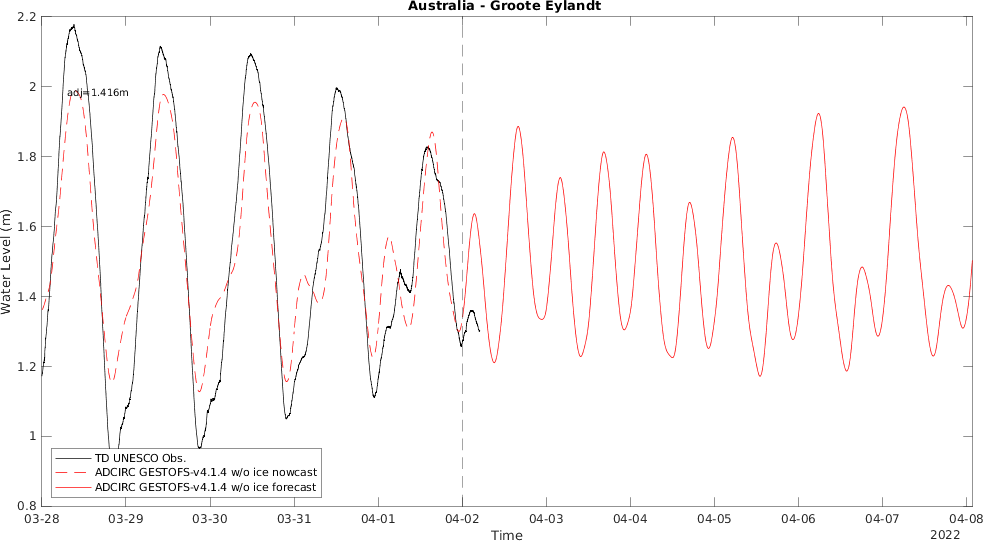 Australia - Groote Eylandt
2.2
2
1.8
1.6
1.4
1.2
1
0.8
Water Level (m)
adj=1.416m
TD UNESCO Obs.
ADCIRC GESTOFS-v4.1.4 w/o ice nowcast
ADCIRC GESTOFS-v4.1.4 w/o ice forecast
03-28 03-29 03-30 03-31 04-01 04-02 04-03 04-04 04-05 04-06 04-07 04-08
Time
2022